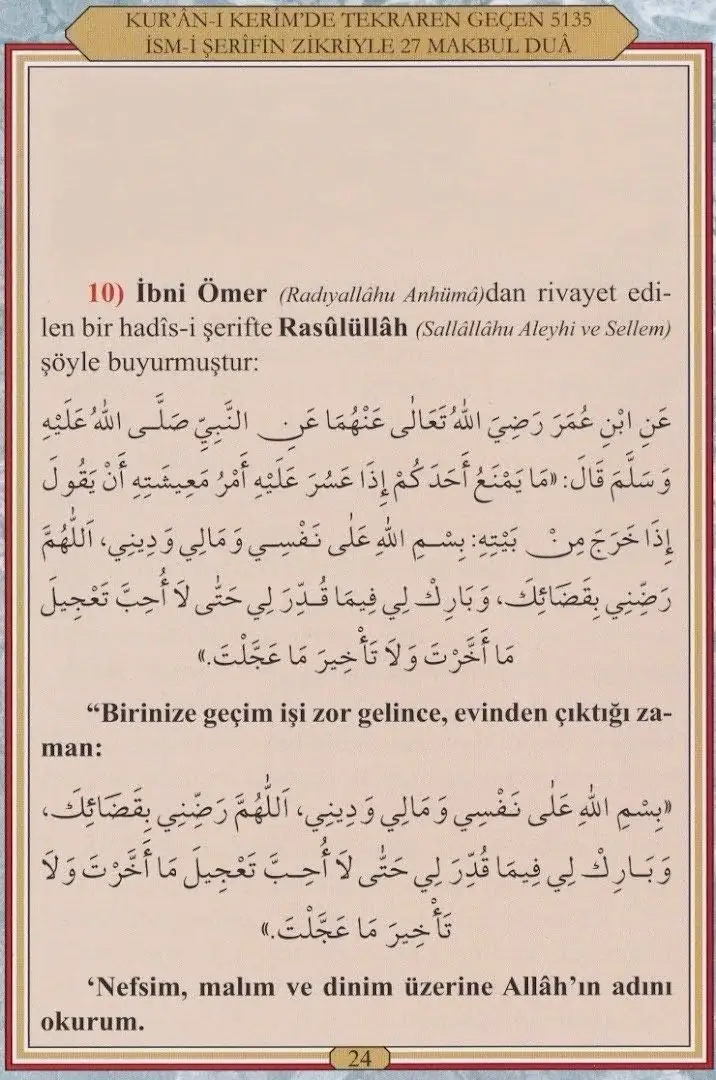 KUR'ÂN-I KERÎM'DE TEKRAREN GEÇEN 5135
İSM-İ ŞERÎFİN ZİKRİYLE 27 MAKBUL DUÂ
10) İbni Ömer (Radıyallâhu Anhümâ)dan rivayet edi-
len bir hadîs-i şerifte Rasûlüllâh (Sallâllâhu Aleyhi ve Sellem)
şöyle buyurmuştur:
عَنِ ابْنِ عُمَرَ رَضِيَ اللهُ تَعَالٰى عَنْهُمَا عَنِ النَّبِيِّ صَلَّى اللهُ عَلَيْهِ
وَسَلَّمَ قَالَ: «مَا يَمْنَعُ أَحَدَكُمْ إِذَا عَسُرَ عَلَيْهِ أَمْرُ مَعِيشَتِهِ أَنْ يَقُولَ
إِذَا خَرَجَ مِنْ بَيْتِهِ: بِسْمِ اللهِ عَلٰى نَفْسِي وَمَالِي وَدِينِي، اَللّٰهُمَّ
رَضِّنِي بِقَضَائِكَ، وَبَارِكْ لِي فِيمَا قُدِّرَ لِي حَتّٰى لَا أُحِبَّ تَعْجِيلَ
مَا أَخَّرْتَ وَلَا تَأْخِيرَ مَا عَجَّلْتَ.»
“Birinize geçim işi zor gelince, evinden çıktığı za-
man:
«بِسْمِ اللهِ عَلٰى نَفْسِي وَمَالِي وَدِينِي، اَللّٰهُمَّ رَضِّنِي بِقَضَائِكَ،
وَبَارِكْ لِي فِيمَا قُدِّرَ لِي حَتّٰى لَا أُحِبَّ تَعْجِيلَ مَا أَخَّرْتَ وَلَا
تَأْخِيرَ مَا عَجَّلْتَ.»
‘Nefsim, malım ve dinim üzerine Allâh’ın adını
okurum.
24